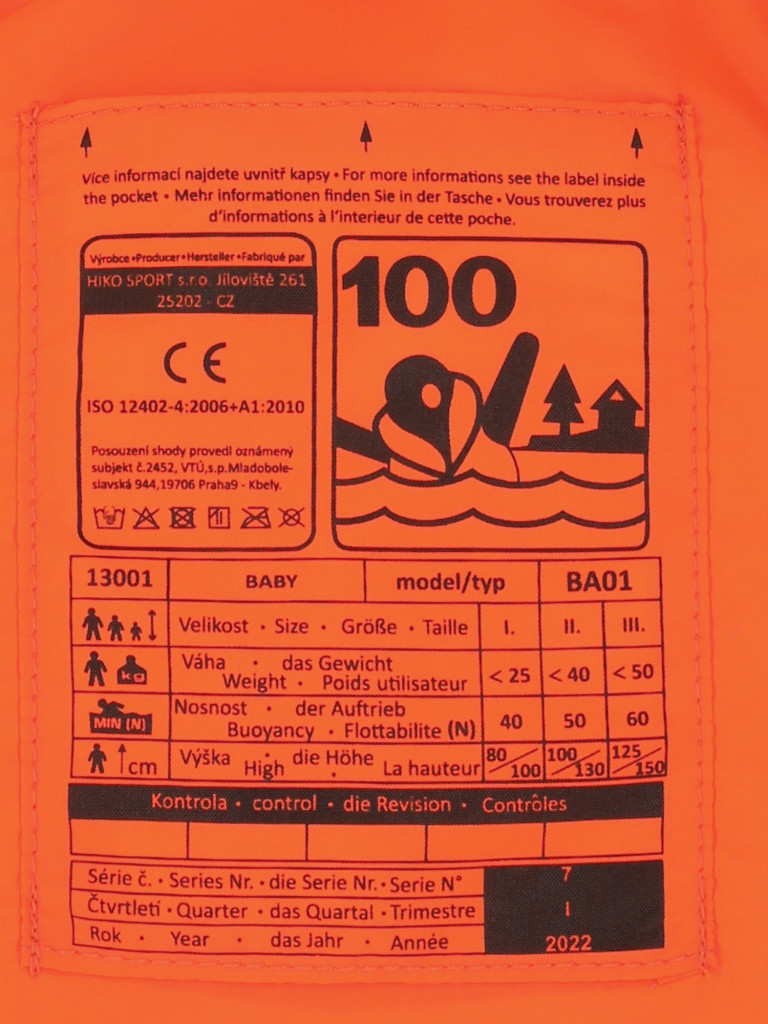 Více informací najdete uvnitř kapsy • For more informations see the label inside
the pocket • Mehr informationen finden Sie in der Tasche • Vous trouverez plus
d'informations à l'interieur de cette poche.
Výrobce •Producer • Hersteller •Fabriqué par
HIKO SPORT s.r.o. Jíloviště 261
25202 - CZ
CE
ISO 12402-4:2006+A1:2010
Posouzení shody provedl oznámený
subjekt č.2452, VTÚ,s.p.Mladobole-
slavská 944,19706 Praha9 - Kbely.
100
13001 BABY model/typ BA01
Velikost • Size • Größe • Taille I. II. III.
kg
Váha • das Gewicht
Weight • Poids utilisateur < 25 < 40 < 50
MIN (N)
Nosnost • der Auftrieb
Buoyancy • Flottabilite (N) 40 50 60
cm
Výška • die Höhe
High • La hauteur 80/100 100/130 125/150
Kontrola • control • die Revision • Contrôles
Série č. • Series Nr. • die Serie Nr. • Serie N° 7
Čtvrtletí • Quarter • das Quartal • Trimestre I
Rok • Year • das Jahr • Année 2022